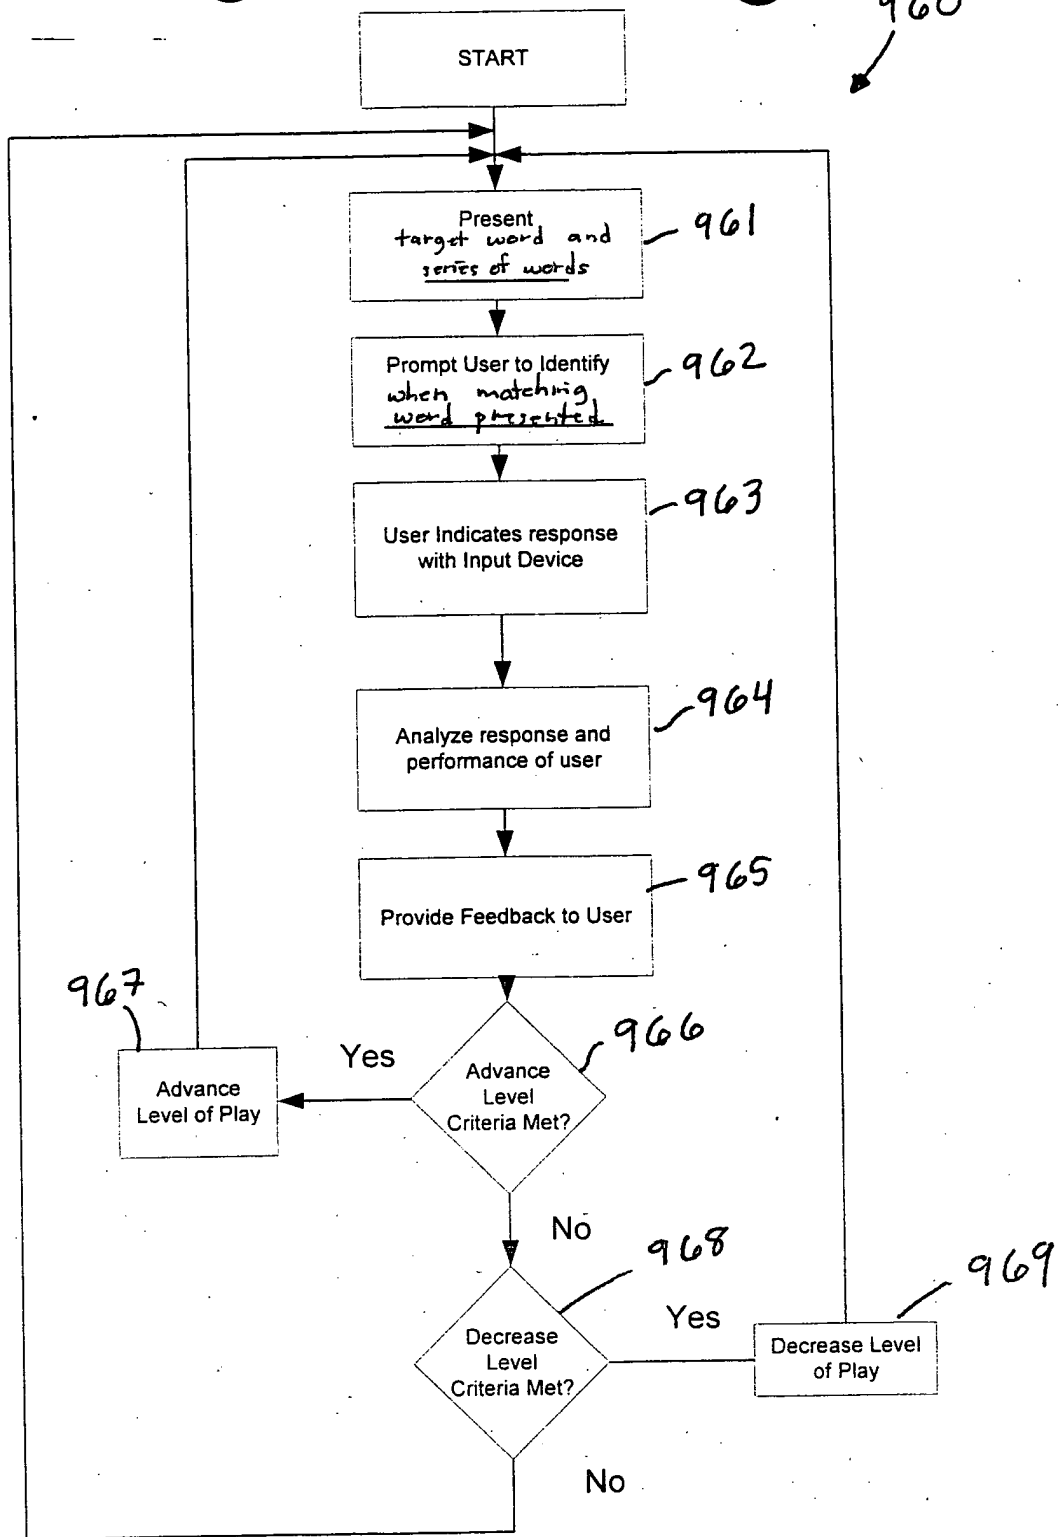 960
START
Present
target word and
series of words
961
Prompt User to Identify
when matching
word presented
962
963
User Indicates response
with Input Device
964
Analyze response and
performance of user
965
Provide Feedback to User
967
966
Yes
Advance
Level of Play
Advance
Level
Criteria Met?
No
968
969
Yes
Decrease
Level
Criteria Met?
Decrease Level
of Play
No